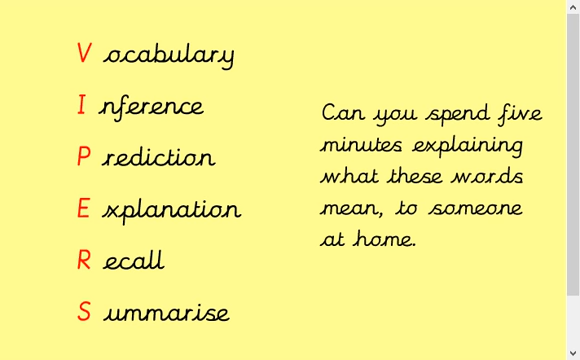 Vocabulary
Inference
Prediction
Explanation
Recall
Summarise
Can you spend five
minutes explaining
what these words
mean, to someone
at home.